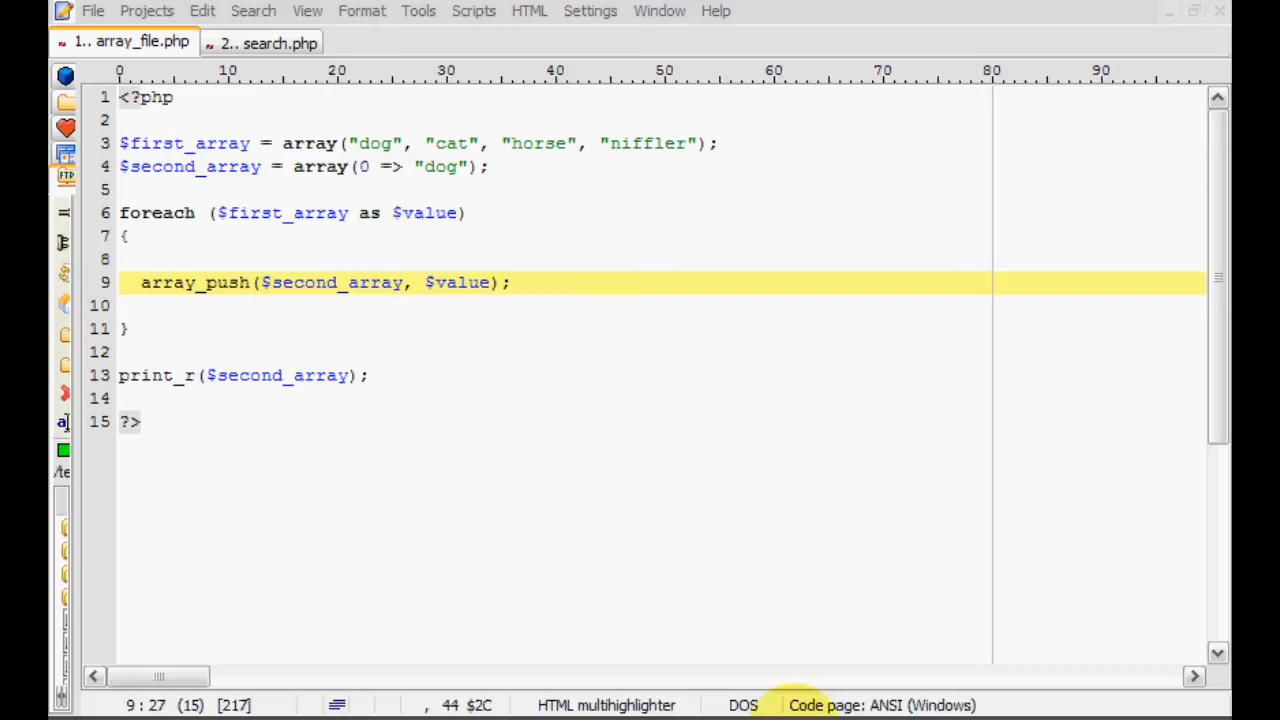 File Projects Edit Search View Format Tools Scripts HTML Settings Window Help
1.. array_file.php 2.. search.php
0 10 20 30 40 50 60 70 80 90
1 <?php
2
3 $first_array = array("dog", "cat", "horse", "niffler");
4 $second_array = array(0 => "dog");
5
6 foreach ($first_array as $value)
7 {
8
9 array_push($second_array, $value);
10
11 }
12
13 print_r($second_array);
14
15 ?>
FTP
a
/te
9 : 27 (15) [217] , 44 $2C HTML multihighlighter DOS Code page: ANSI (Windows)